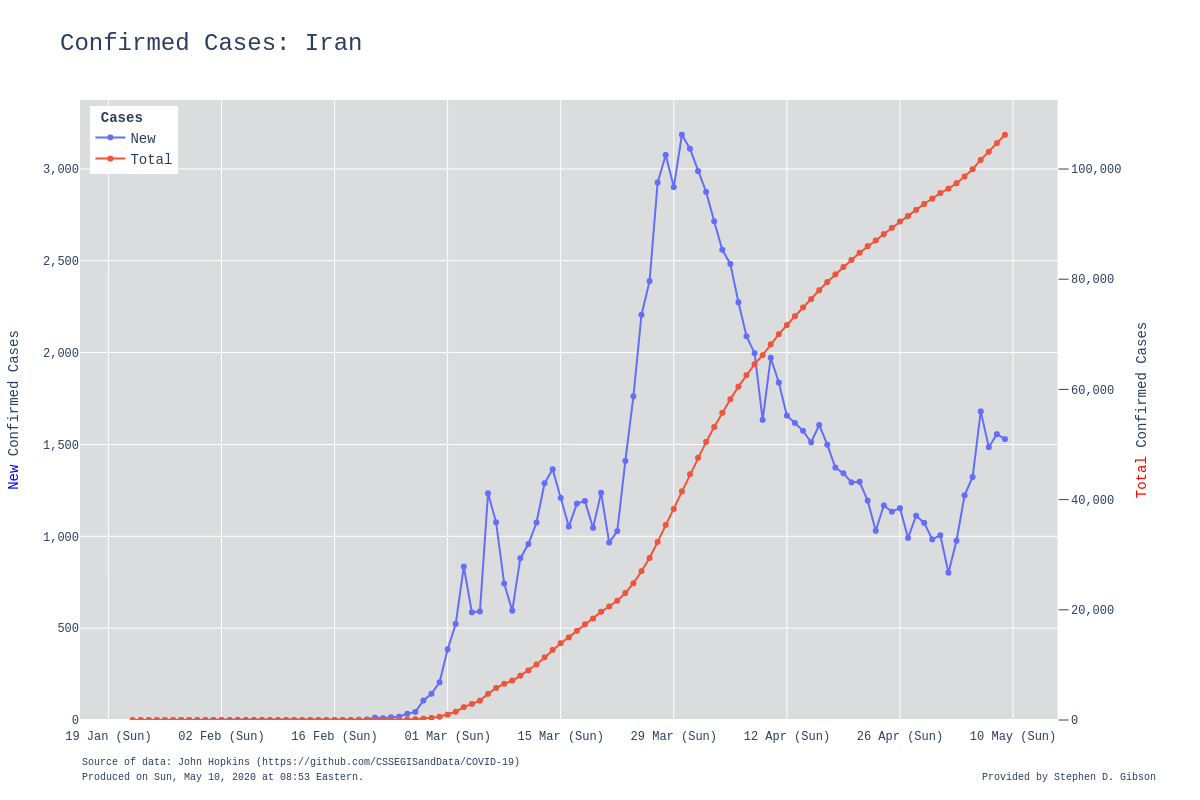 Confirmed Cases: Iran
Cases
New
Total
3,000
2,500
2,000
1,500
1,000
500
0
New Confirmed Cases
100,000
80,000
60,000
40,000
20,000
0
Total Confirmed Cases
19 Jan (Sun) 02 Feb (Sun) 16 Feb (Sun) 01 Mar (Sun) 15 Mar (Sun) 29 Mar (Sun) 12 Apr (Sun) 26 Apr (Sun) 10 May (Sun)
Source of data: John Hopkins (https://github.com/CSSEGISandData/COVID-19)
Produced on Sun, May 10, 2020 at 08:53 Eastern.
Provided by Stephen D. Gibson